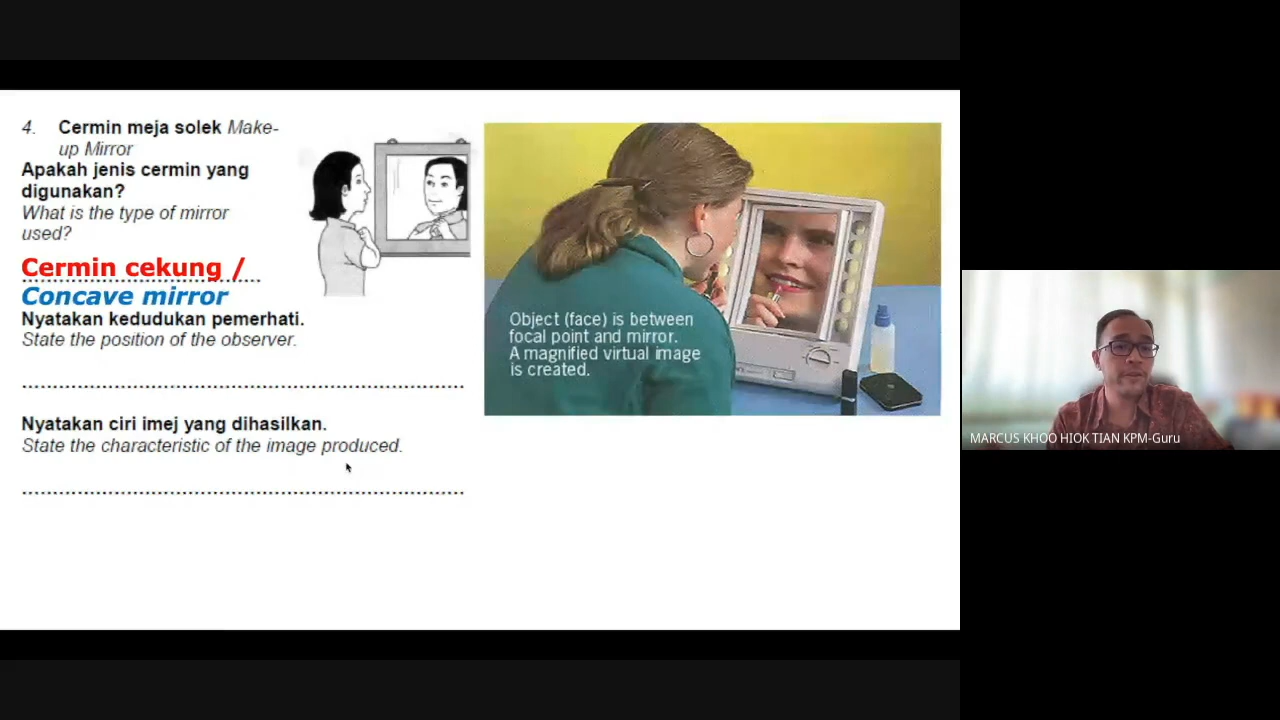 4. Cermin meja solek Make-
up Mirror
Apakah jenis cermin yang
digunakan?
What is the type of mirror
used?
Cermin cekung /
Concave mirror
Nyatakan kedudukan pemerhati.
State the position of the observer.
Nyatakan ciri imej yang dihasilkan.
State the characteristic of the image produced.
Object (face) is between
focal point and mirror.
A magnified virtual image
is created.
MARCUS KHOO HIOK TIAN KPM-Guru